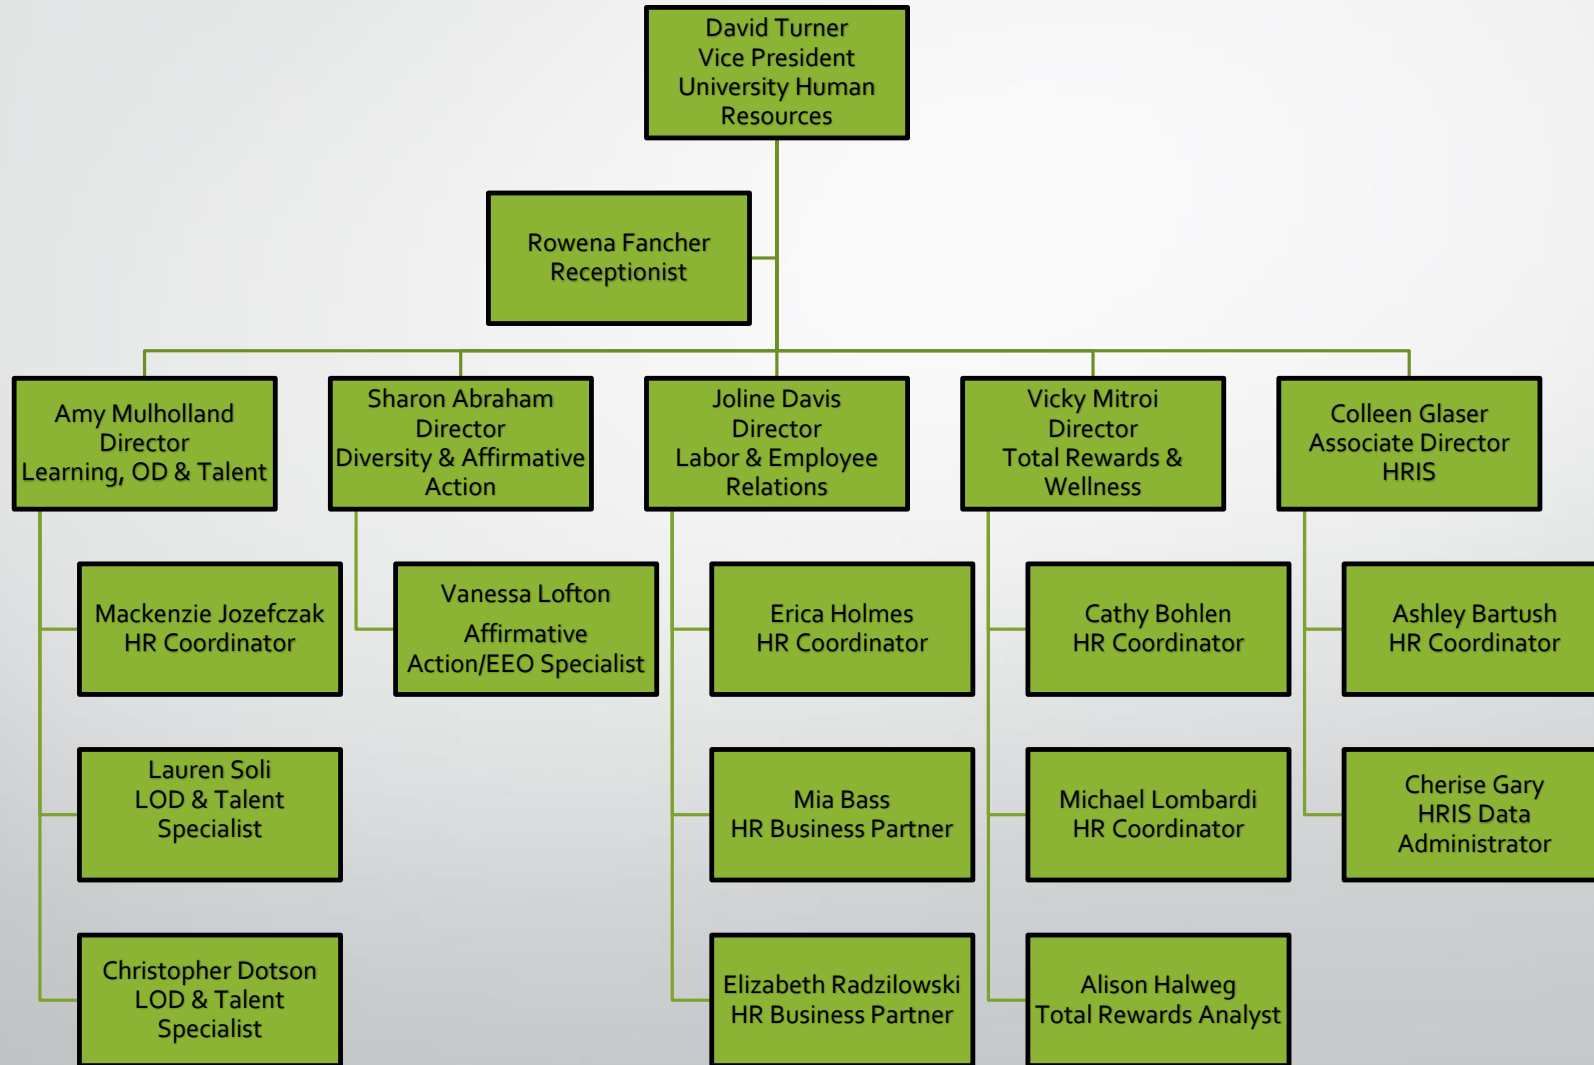 David Turner
Vice President
University Human
Resources
Rowena Fancher
Receptionist
Amy Mulholland
Director
Learning, OD & Talent
Sharon Abraham
Director
Diversity & Affirmative
Action
Joline Davis
Director
Labor & Employee
Relations
Vicky Mitroi
Director
Total Rewards &
Wellness
Colleen Glaser
Associate Director
HRIS
Mackenzie Jozefczak
HR Coordinator
Vanessa Lofton
Affirmative
Action/EEO Specialist
Erica Holmes
HR Coordinator
Cathy Bohlen
HR Coordinator
Ashley Bartush
HR Coordinator
Lauren Soli
LOD & Talent
Specialist
Mia Bass
HR Business Partner
Michael Lombardi
HR Coordinator
Cherise Gary
HRIS Data
Administrator
Christopher Dotson
LOD & Talent
Specialist
Elizabeth Radzilowski
HR Business Partner
Alison Halweg
Total Rewards Analyst